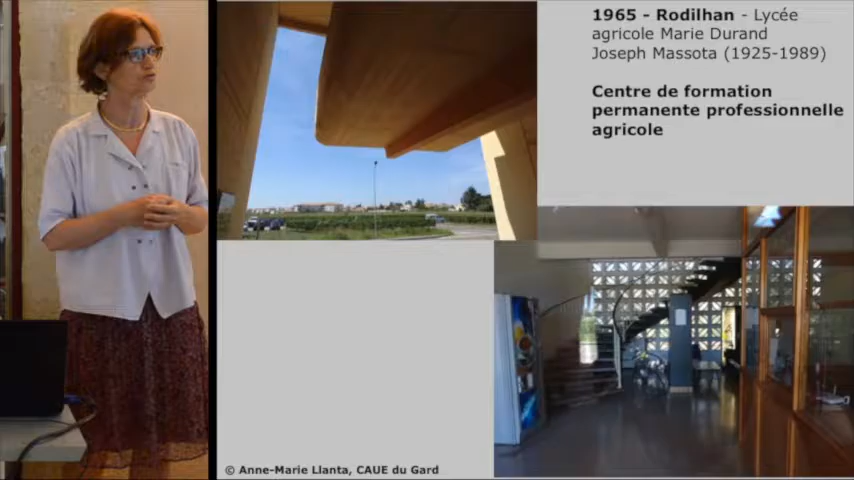 1965 - Rodilhan - Lycée
agricole Marie Durand
Joseph Massota (1925-1989)
Centre de formation
permanente professionnelle
agricole
© Anne-Marie Llanta, CAUE du Gard